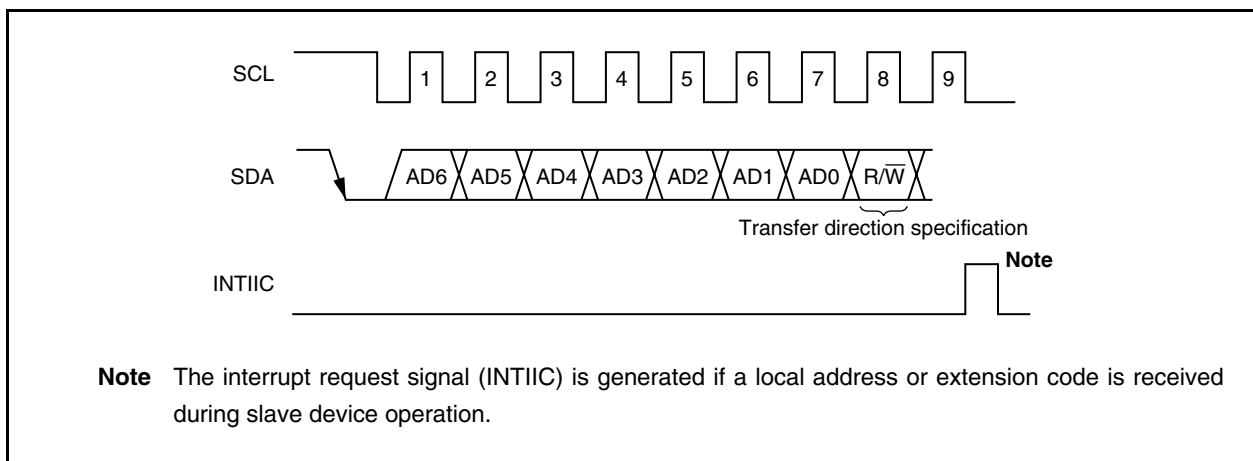 SCL 1 2 3 4 5 6 7 8 9
SDA AD6 AD5 AD4 AD3 AD2 AD1 AD0 R/W̅
Transfer direction specification
Note
INTIIC
Note The interrupt request signal (INTIIC) is generated if a local address or extension code is received
during slave device operation.